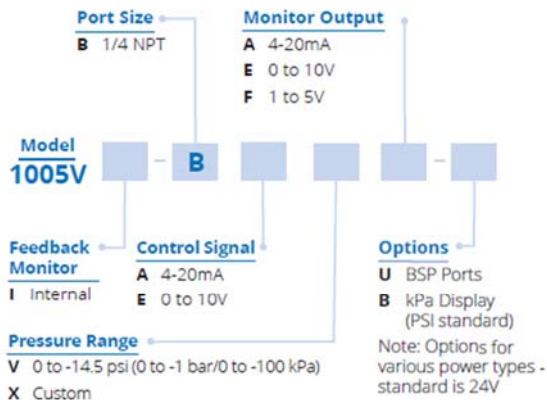 Port Size
B 1/4 NPT
Monitor Output
A 4-20mA
E 0 to 10V
F 1 to 5V
Model
1005V - B -
Feedback
Monitor
I Internal
Control Signal
A 4-20mA
E 0 to 10V
Options
U BSP Ports
B kPa Display
(PSI standard)
Note: Options for
various power types -
standard is 24V
Pressure Range
V 0 to -14.5 psi (0 to -1 bar/0 to -100 kPa)
X Custom